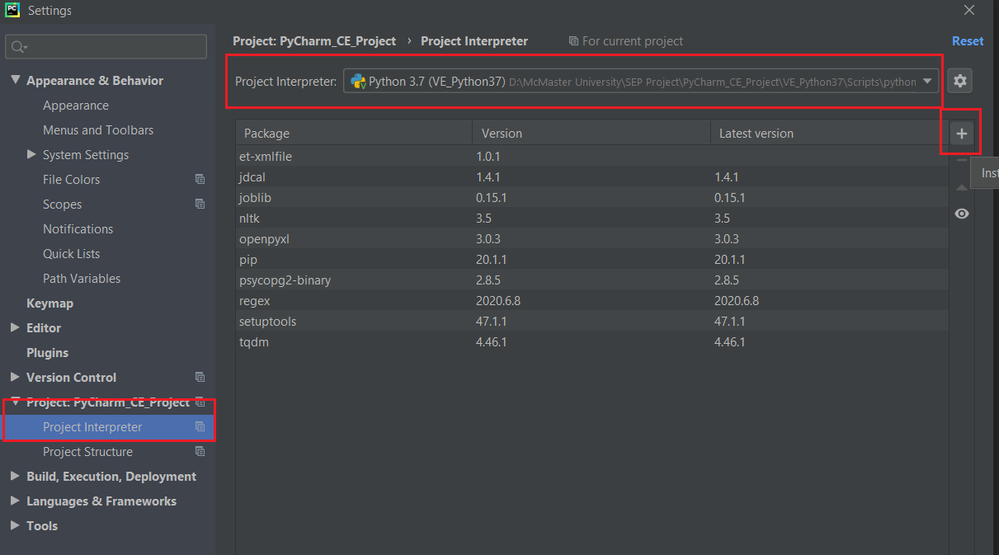 PC
Settings
Project: PyCharm_CE_Project › Project Interpreter For current project Reset
Project Interpreter: Python 3.7 (VE_Python37) D:\McMaster University\SEP Project\PyCharm_CE_Project\VE_Python37\Scripts\python
Appearance & Behavior
Appearance
Menus and Toolbars
System Settings
File Colors
Scopes
Notifications
Quick Lists
Path Variables
Keymap
Editor
Plugins
Version Control
Project: PyCharm_CE_Project
Project Interpreter
Project Structure
Build, Execution, Deployment
Languages & Frameworks
Tools
Package Version Latest version
et-xmlfile 1.0.1
jdcal 1.4.1 1.4.1
joblib 0.15.1 0.15.1
nltk 3.5 3.5
openpyxl 3.0.3 3.0.3
pip 20.1.1 20.1.1
psycopg2-binary 2.8.5 2.8.5
regex 2020.6.8 2020.6.8
setuptools 47.1.1 47.1.1
tqdm 4.46.1 4.46.1
Inst